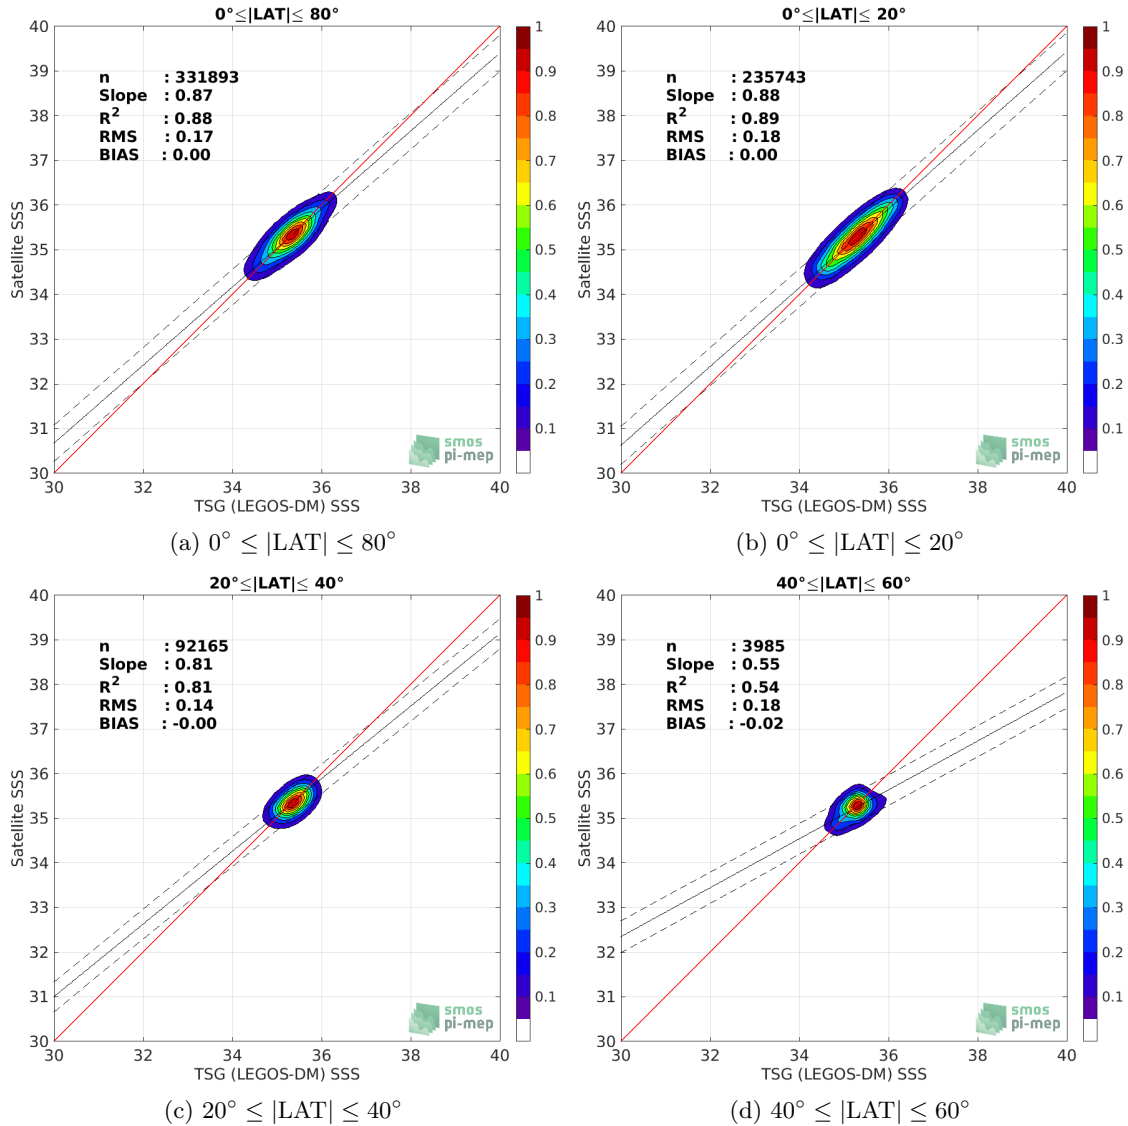 0°≤|LAT|≤ 80°
n : 331893
Slope : 0.87
R2 : 0.88
RMS : 0.17
BIAS : 0.00
40
39
38
37
36
35
34
33
32
31
30
30 32 34 36 38 40
Satellite SSS
TSG (LEGOS-DM) SSS
1
0.9
0.8
0.7
0.6
0.5
0.4
0.3
0.2
0.1
smos
pi-mep
(a) 0° ≤ |LAT| ≤ 80°
0°≤|LAT|≤ 20°
n : 235743
Slope : 0.88
R2 : 0.89
RMS : 0.18
BIAS : 0.00
40
39
38
37
36
35
34
33
32
31
30
30 32 34 36 38 40
Satellite SSS
TSG (LEGOS-DM) SSS
1
0.9
0.8
0.7
0.6
0.5
0.4
0.3
0.2
0.1
smos
pi-mep
(b) 0° ≤ |LAT| ≤ 20°
20°≤|LAT|≤ 40°
n : 92165
Slope : 0.81
R2 : 0.81
RMS : 0.14
BIAS : -0.00
40
39
38
37
36
35
34
33
32
31
30
30 32 34 36 38 40
Satellite SSS
TSG (LEGOS-DM) SSS
1
0.9
0.8
0.7
0.6
0.5
0.4
0.3
0.2
0.1
smos
pi-mep
(c) 20° ≤ |LAT| ≤ 40°
40°≤|LAT|≤ 60°
n : 3985
Slope : 0.55
R2 : 0.54
RMS : 0.18
BIAS : -0.02
40
39
38
37
36
35
34
33
32
31
30
30 32 34 36 38 40
Satellite SSS
TSG (LEGOS-DM) SSS
1
0.9
0.8
0.7
0.6
0.5
0.4
0.3
0.2
0.1
smos
pi-mep
(d) 40° ≤ |LAT| ≤ 60°